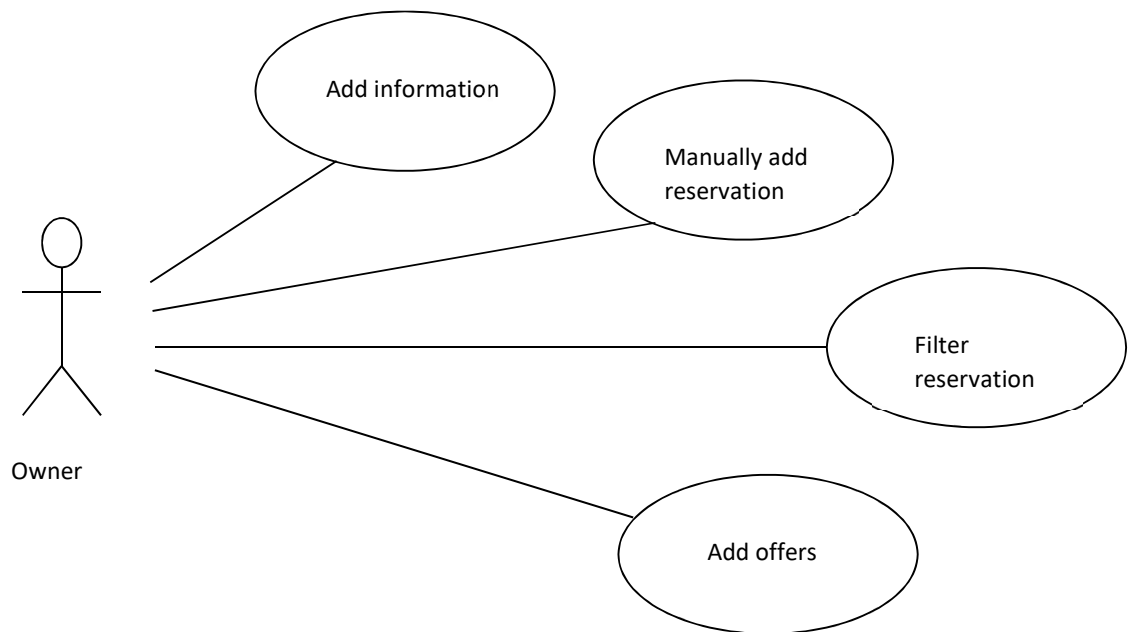 Add information
Manually add
reservation
Filter
reservation
Owner
Add offers